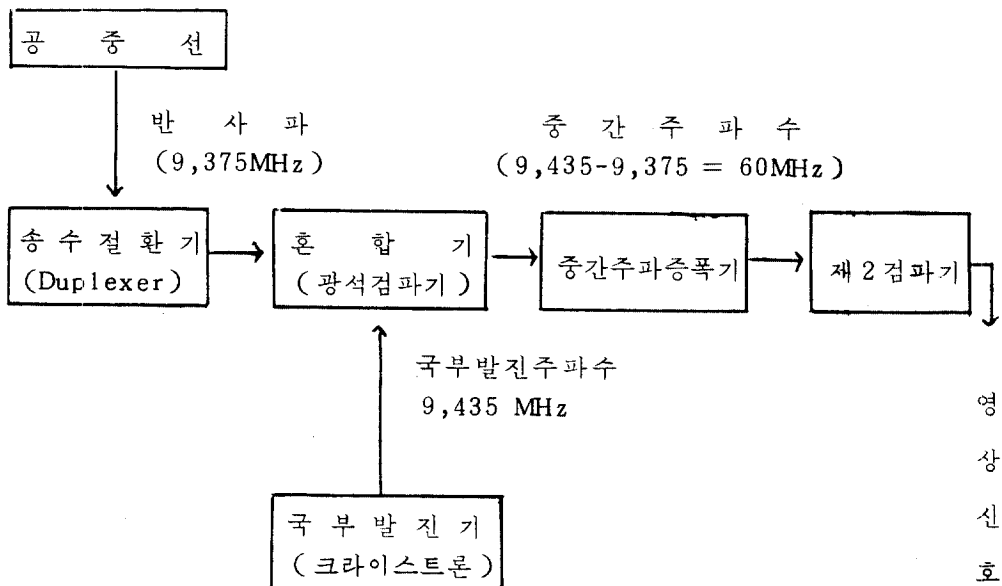 공 중 선
반 사 파
(9,375MHz)
중 간 주 파 수
(9,435-9,375 = 60MHz)
송 수 절 환 기
(Duplexer)
혼 합 기
(광석검파기)
중간주파증폭기
제 2 검파기
국부발진주파수
9,435 MHz
국 부 발 진 기
(크라이스트론)
영
상
신
호